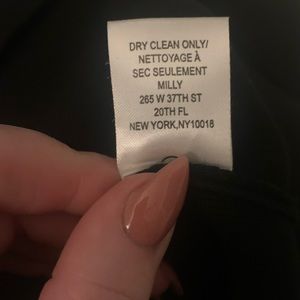 DRY CLEAN ONLY/
NETTOYAGE À
SEC SEULEMENT
MILLY
265 W 37TH ST
20TH FL
NEW YORK,NY10018